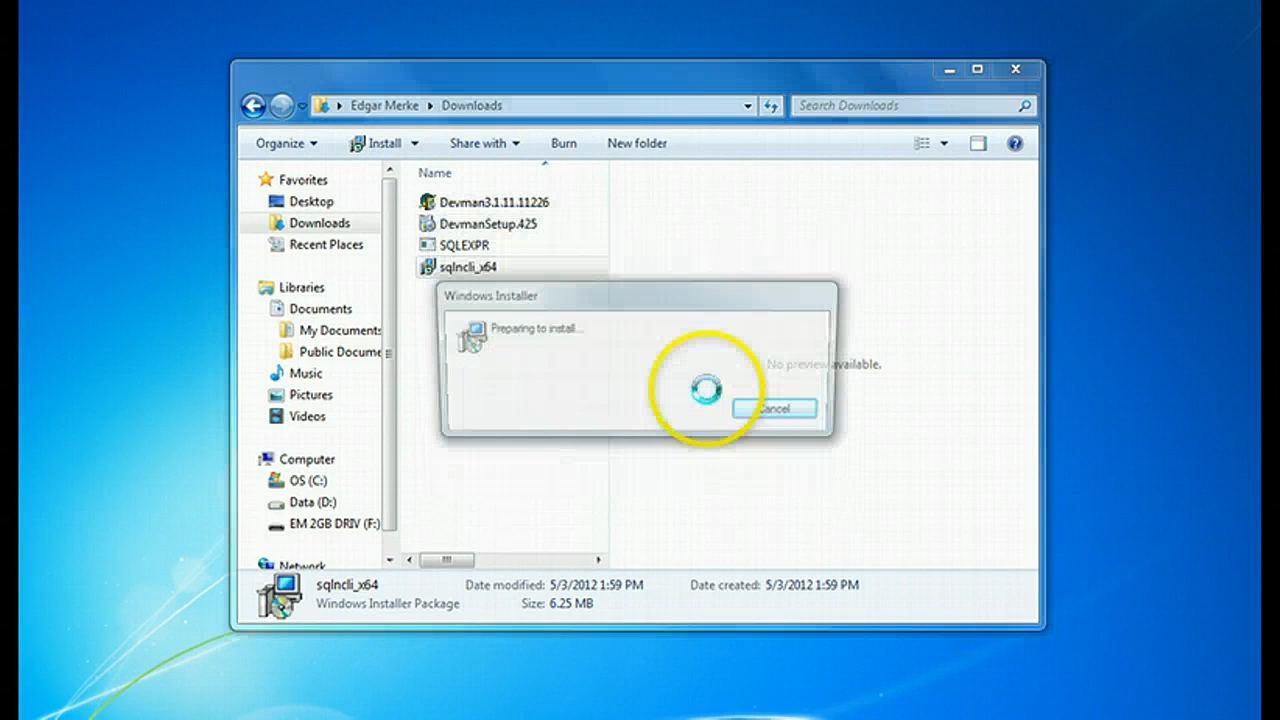 Edgar Merke Downloads
Search Downloads
Organize Install Share with Burn New folder
Name
Favorites
Desktop
Downloads
Recent Places
Libraries
Documents
My Documents
Public Docume
Music
Pictures
Videos
Computer
OS (C:)
Data (D:)
EM 2GB DRIV (F:)
Network
Devman3.1.11.11226
DevmanSetup.425
SQLEXPR
sqlncli_x64
Windows Installer
Preparing to install...
No preview available.
Cancel
sqlncli_x64 Date modified: 5/3/2012 1:59 PM Date created: 5/3/2012 1:59 PM
Windows Installer Package Size: 6.25 MB